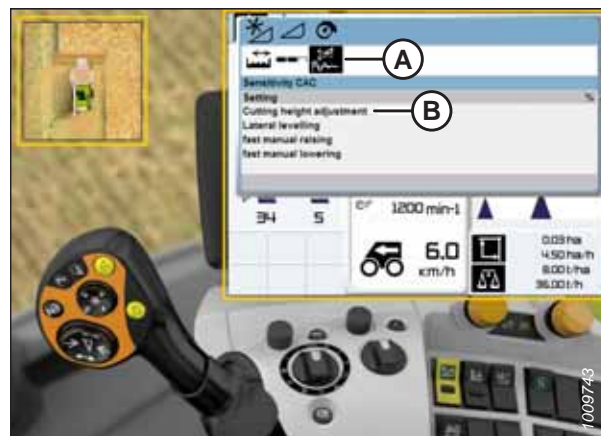 A
Sensitivity CAC
Setting %
Cutting height adjustment
B
Lateral levelling
fast manual raising
fast manual lowering
34 5
1200 min-1
6.0
km/h
0.03 ha
4.50 ha/h
8.00 t/ha
36.00 t/h
1009743